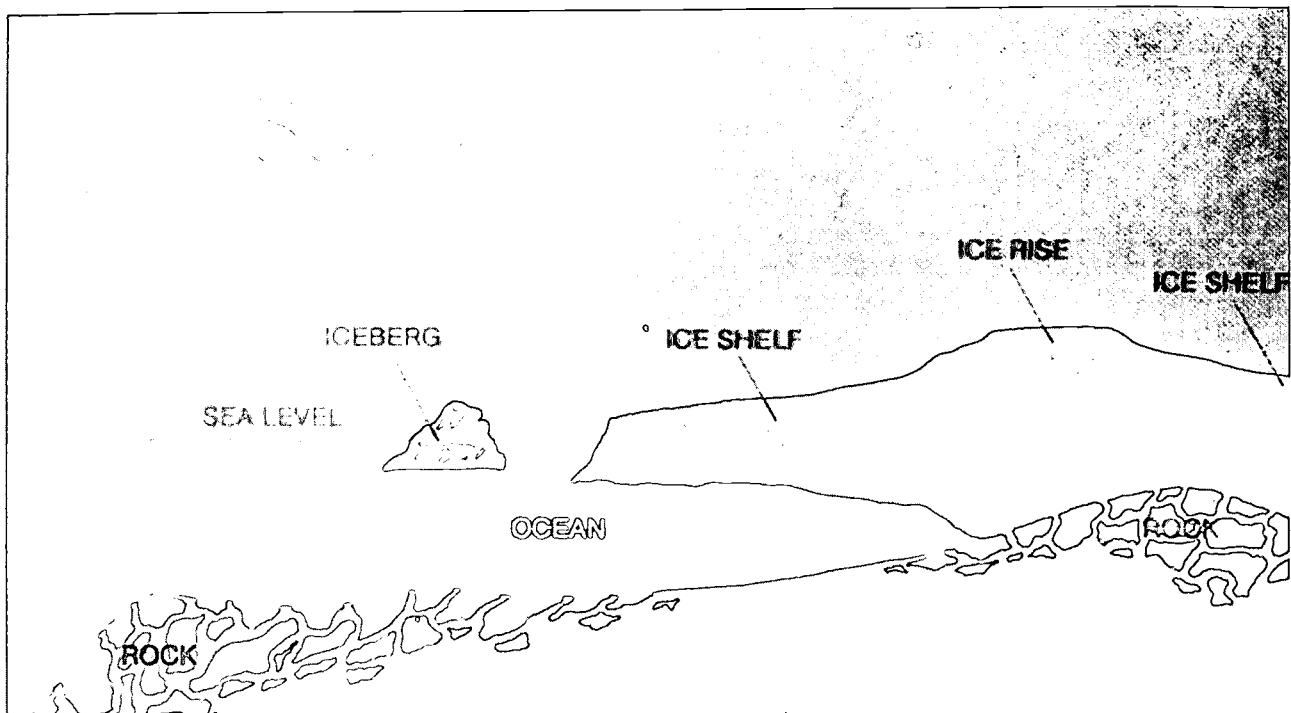 ICE RISE
ICE SHELF
ICEBERG
ICE SHELF
SEA LEVEL
OCEAN
ROCK
ROCK